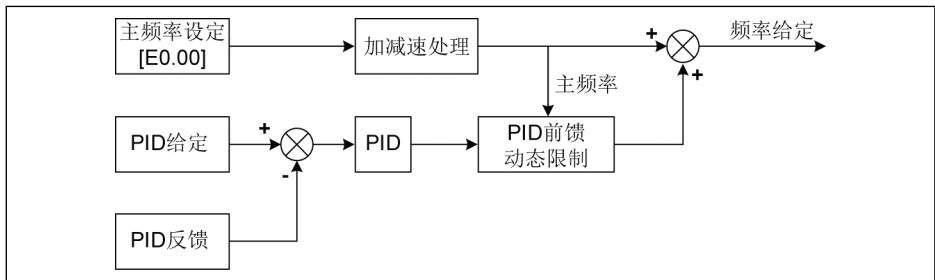 主频率设定
[E0.00]
加减速处理
+
频率给定
+
主频率
PID给定
+
-
PID
PID前馈
动态限制
PID反馈